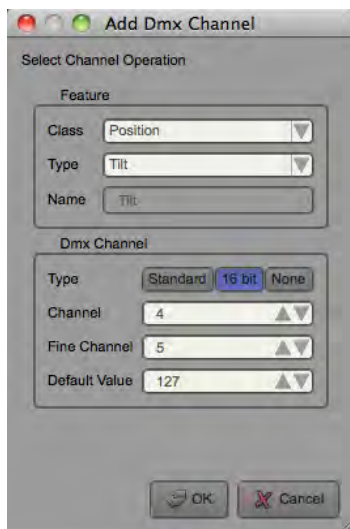 Add Dmx Channel
Select Channel Operation
Feature
Class Position
Type Tilt
Name Tilt
Dmx Channel
Type Standard 16 bit None
Channel 4
Fine Channel 5
Default Value 127
OK Cancel